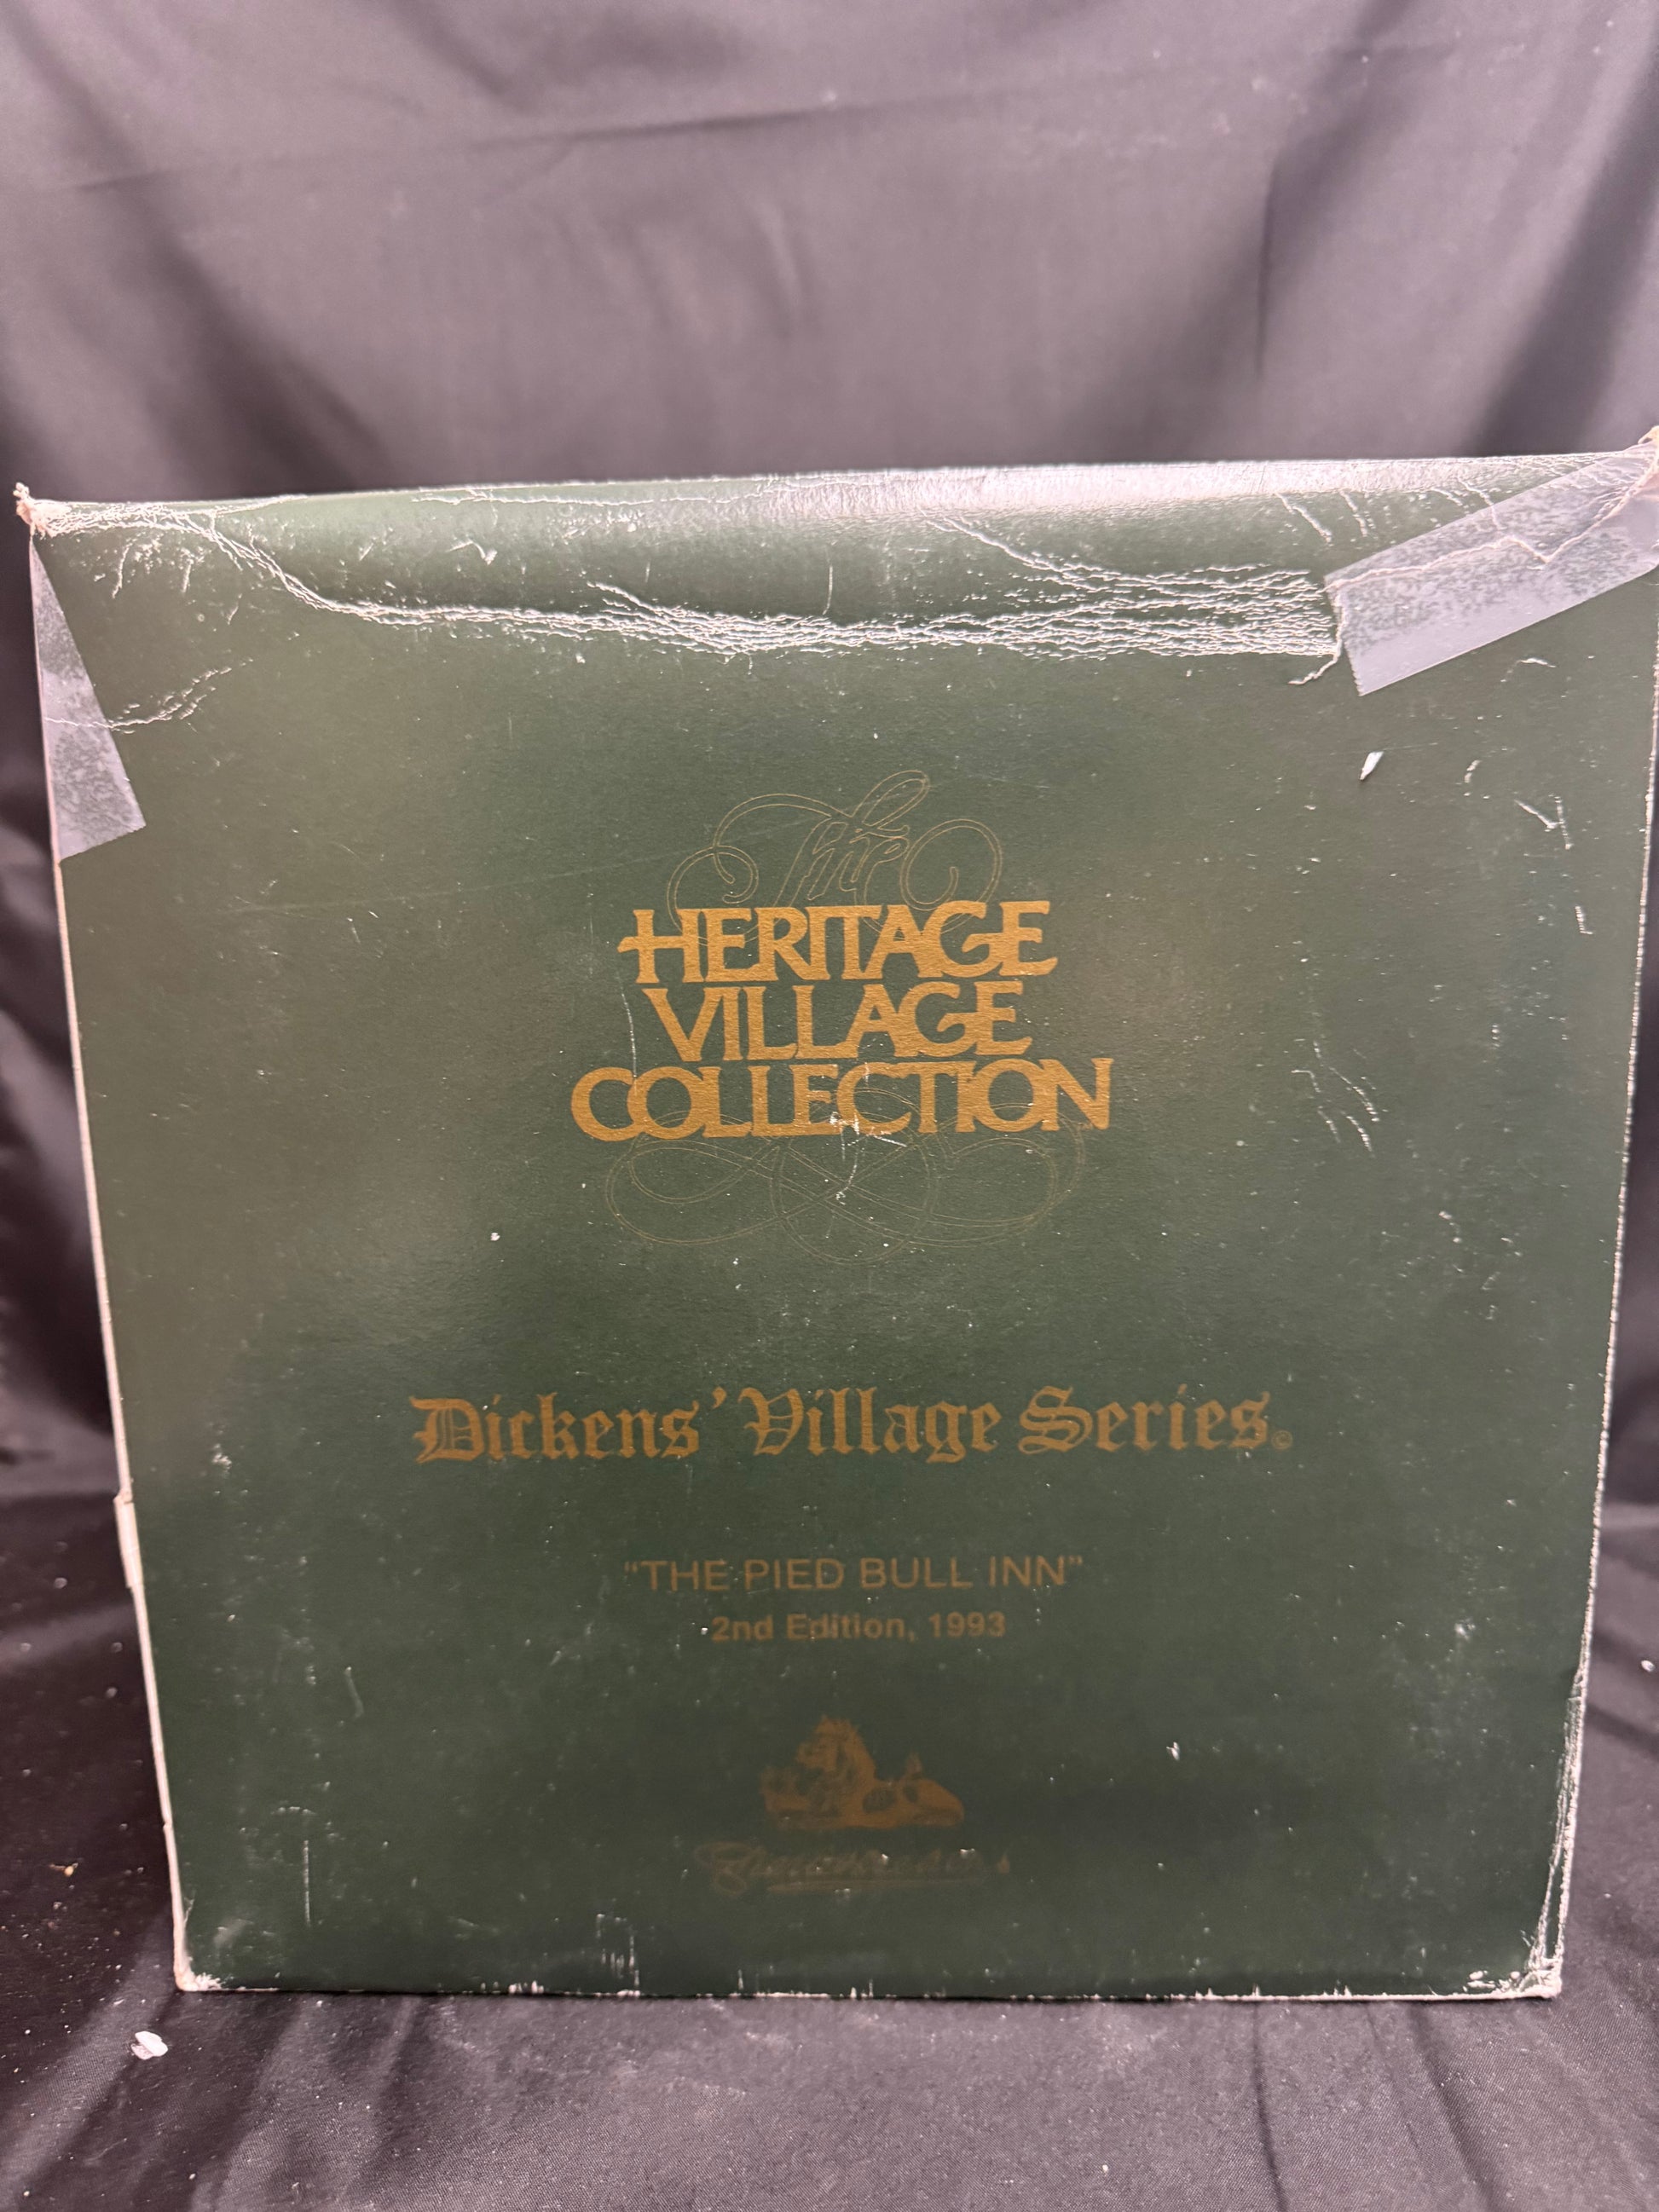 The
HERITAGE
VILLAGE
COLLECTION
Dickens' Village Series©
“THE PIED BULL INN”
2nd Edition, 1993